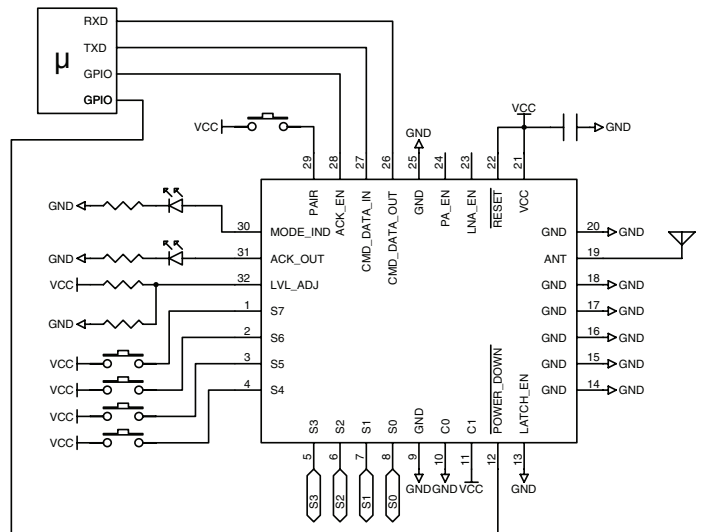 RXD
TXD
GPIO
GPIO
µ
VCC
GND
VCC
GND
29
28
27
26
25
24
23
22
21
PAIR
ACK_EN
CMD_DATA_IN
CMD_DATA_OUT
GND
PA_EN
LNA_EN
RESET
VCC
GND
30
MODE_IND
GND
31
ACK_OUT
VCC
32
LVL_ADJ
GND
1
S7
2
S6
VCC
3
S5
VCC
4
S4
VCC
VCC
GND
20
GND
ANT
19
GND
18
GND
GND
17
GND
GND
16
GND
GND
15
GND
GND
14
GND
S3
S2
S1
S0
GND
C0
C1
POWER_DOWN
LATCH_EN
5
6
7
8
9
10
11
12
13
S3
S2
S1
S0
GND
GND
VCC
GND